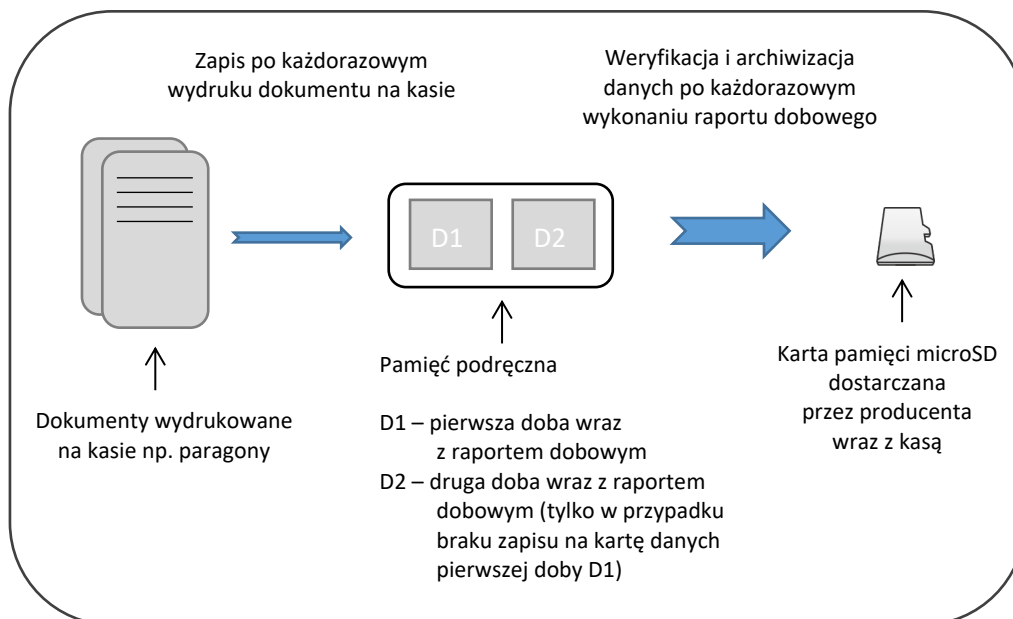 Zapis po każdorazowym
wydruku dokumentu na kasie
Weryfikacja i archiwizacja
danych po każdorazowym
wykonaniu raportu dobowego
D1
D2
Dokumenty wydrukowane
na kasie np. paragony
Pamięć podręczna
D1 – pierwsza doba wraz
z raportem dobowym
D2 – druga doba wraz z raportem
dobowym (tylko w przypadku
braku zapisu na kartę danych
pierwszej doby D1)
Karta pamięci microSD
dostarczana
przez producenta
wraz z kasą